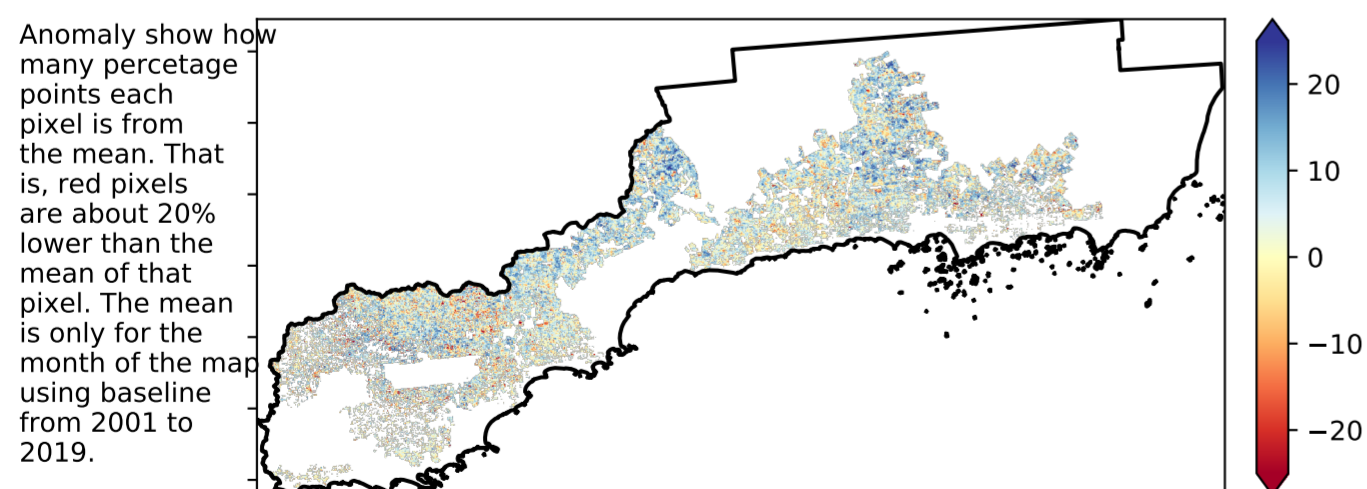 Anomaly show how
many percetage
points each
pixel is from
the mean. That
is, red pixels
are about 20%
lower than the
mean of that
pixel. The mean
is only for the
month of the map
using baseline
from 2001 to
2019.
20
10
0
−10
−20